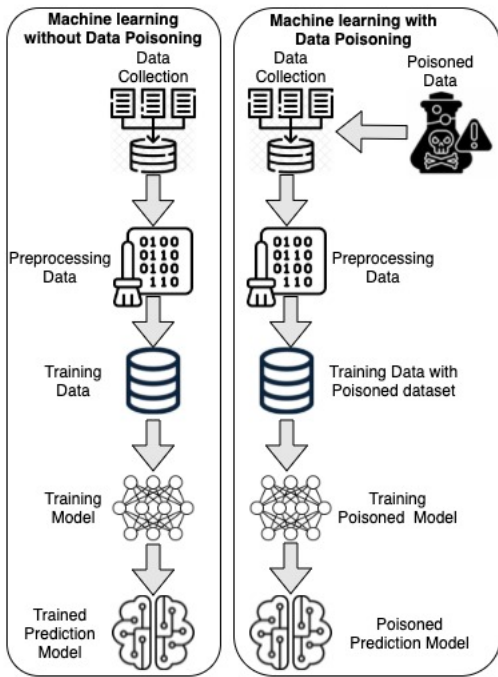 Machine learning
without Data Poisoning
Data
Collection
0100
0110
0100
110
Preprocessing
Data
Training
Data
Training
Model
Trained
Prediction
Model
Machine learning with
Data Poisoning
Data
Collection
Poisoned
Data
0100
0110
0100
110
Preprocessing
Data
Training Data with
Poisoned dataset
Training
Poisoned Model
Poisoned
Prediction Model